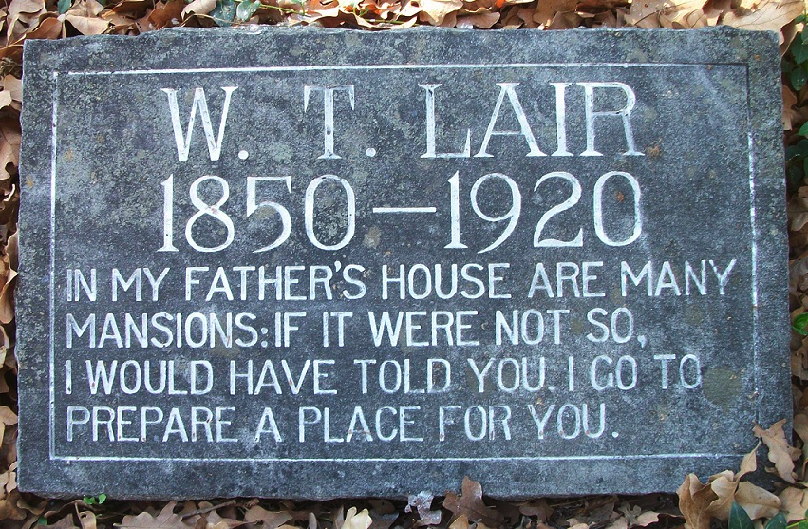 W. T. LAIR
1850–1920
IN MY FATHER'S HOUSE ARE MANY
MANSIONS: IF IT WERE NOT SO,
I WOULD HAVE TOLD YOU. I GO TO
PREPARE A PLACE FOR YOU.